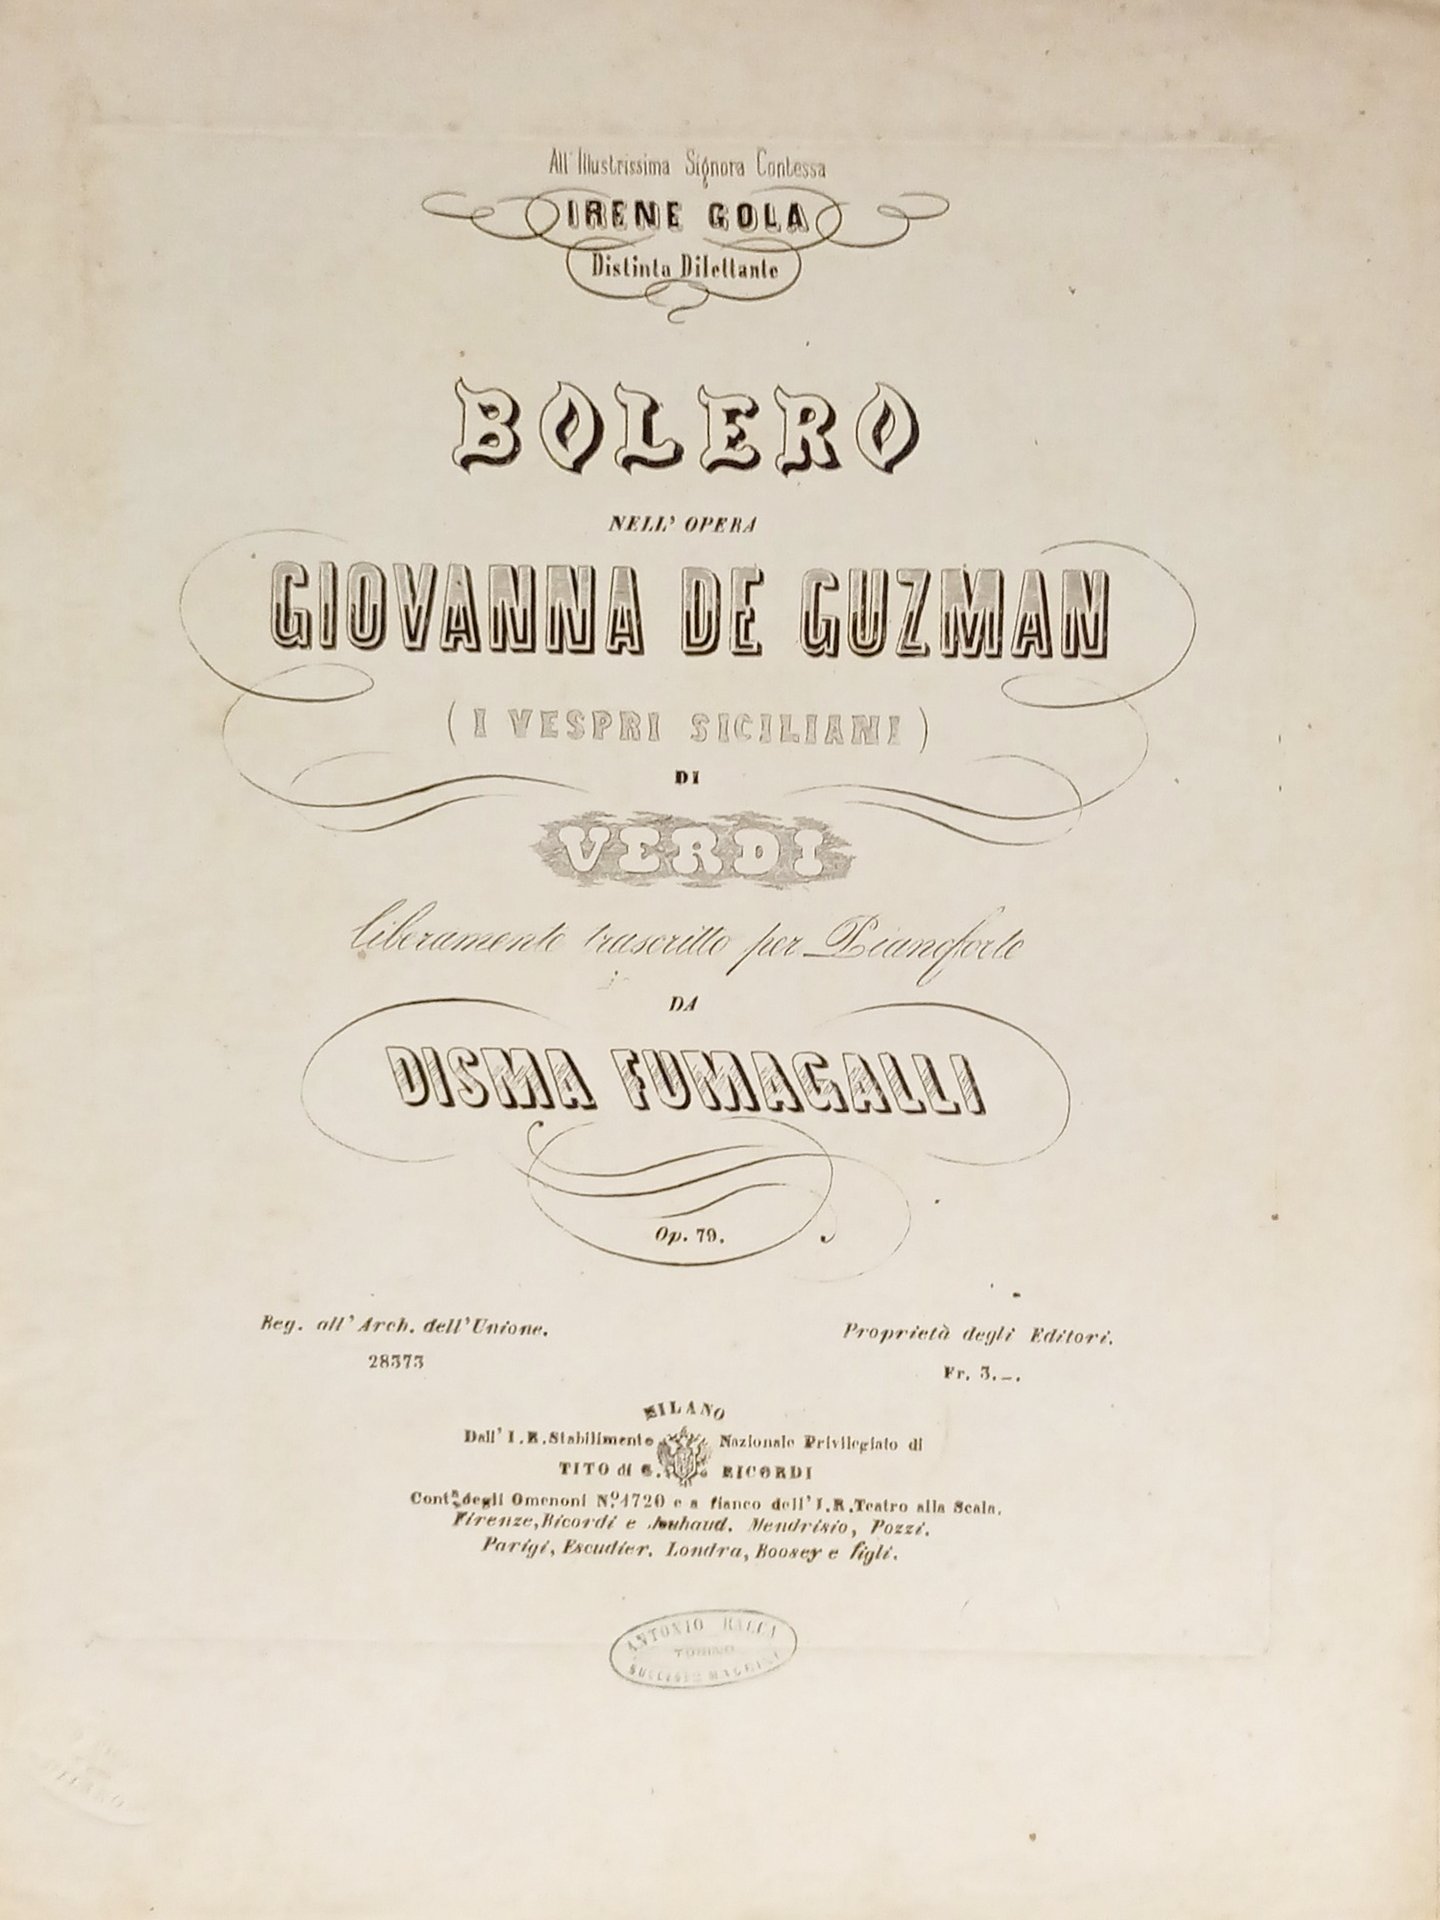 All' Illustrissima Signora Contessa
IRENE GOLA
Distinta Dilettante
BOLERO
NELL' OPERA
GIOVANNA DE GUZMAN
(I VESPRI SICILIANI)
DI
VERDI
liberamente trascritto per Pianoforte
DA
DISMA FUMAGALLI
Op. 79.
Reg. all' Arch. dell' Unione.
28373
Proprietà degli Editori.
Fr. 3._.
MILANO
Dall' I. R. Stabilimento Nazionale Privilegiato di
TITO di G. RICORDI
Cont.a degli Omenoni N.o 1720 e a fianco dell' I. R. Teatro alla Scala.
Firenze, Ricordi e Jouhaud. Mendrisio, Pozzi.
Parigi, Escudier. Londra, Boosey e figli.
ANTONIO
TORINO
MILANO